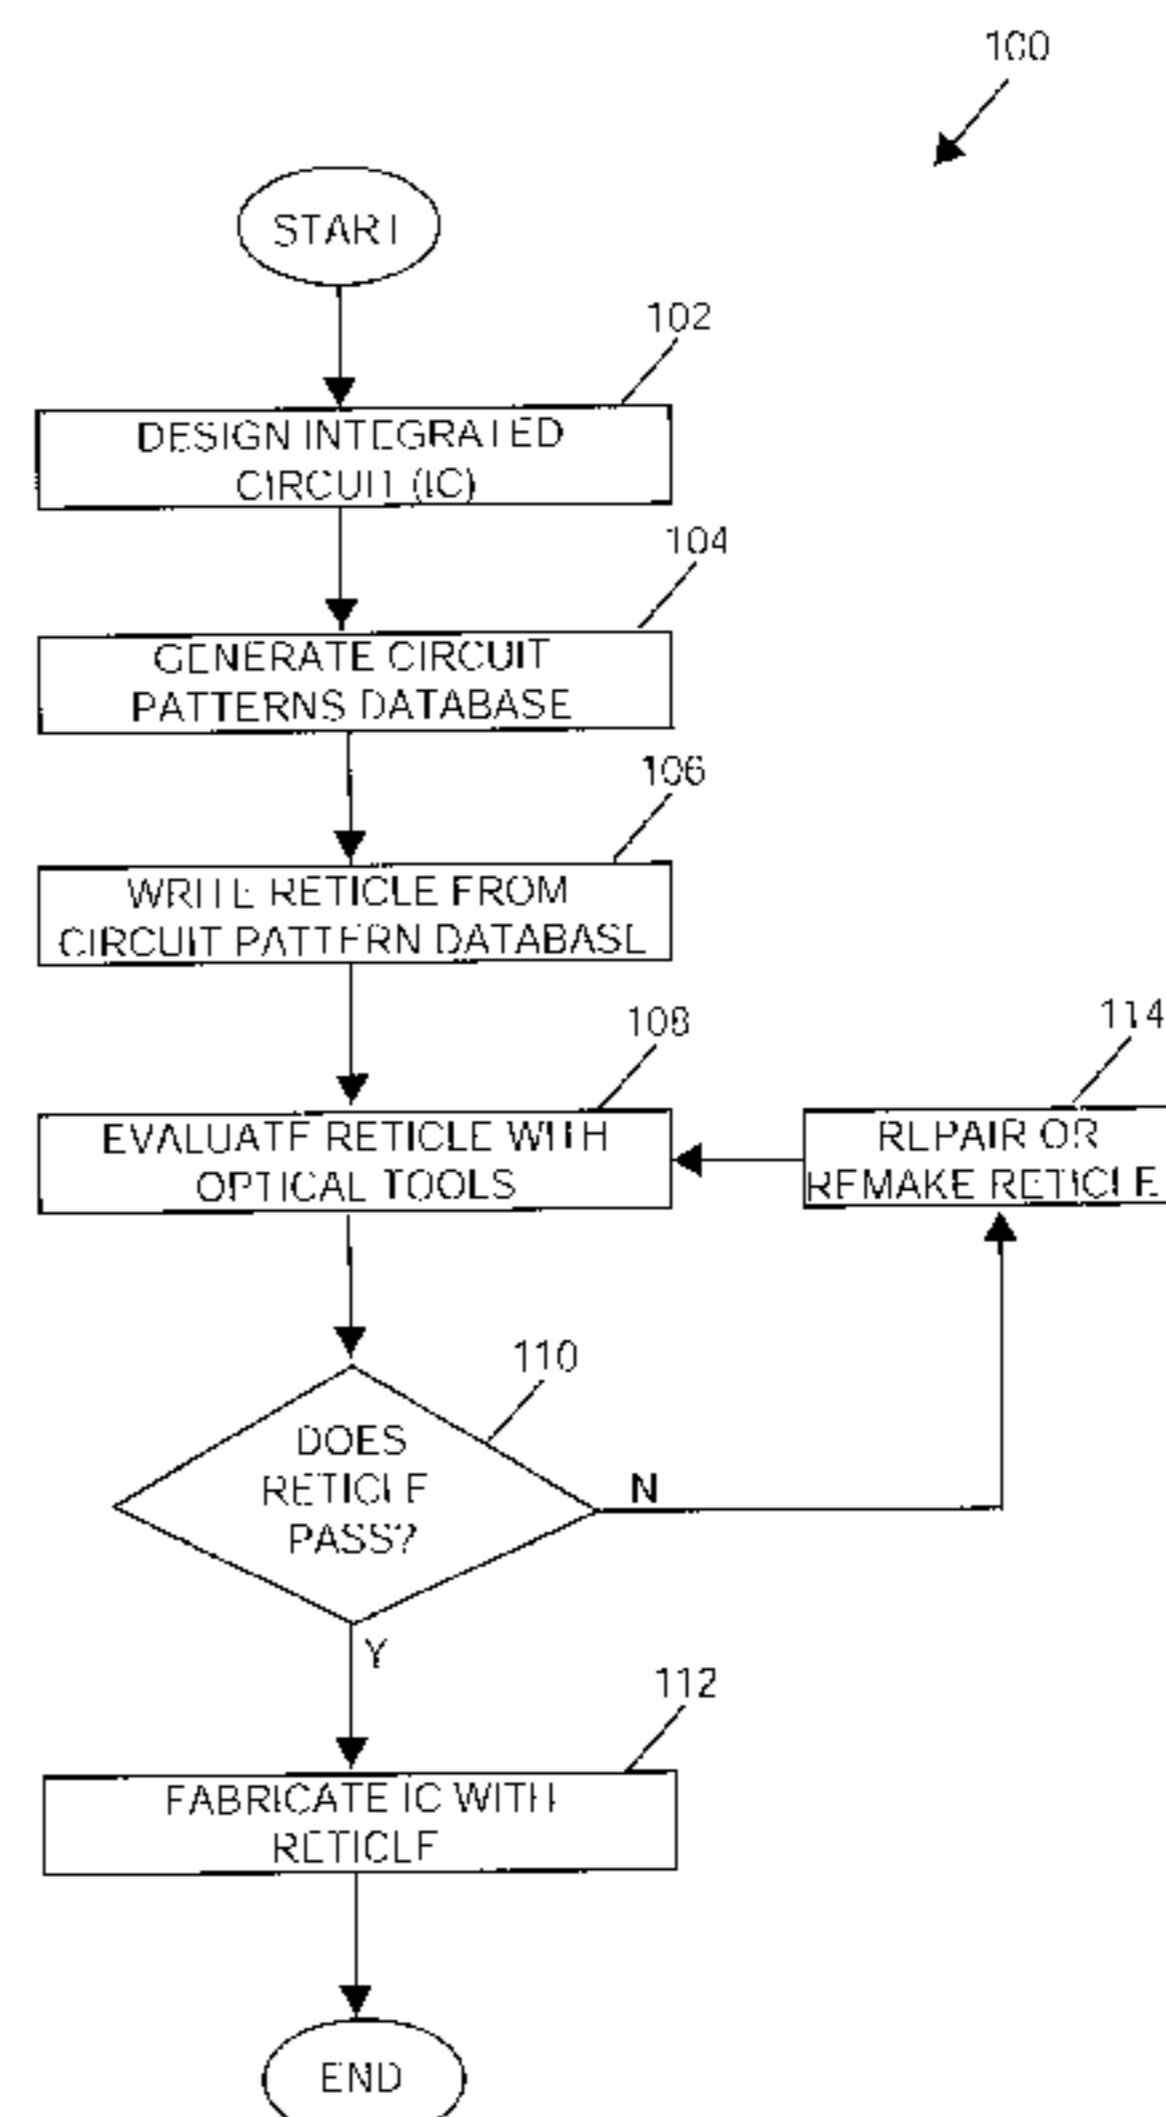 100
START
102
DESIGN INTEGRATED
CIRCUIT (IC)
104
GENERATE CIRCUIT
PATTERNS DATABASE
106
WRITE RETICLE FROM
CIRCUIT PATTERN DATABASE
108
114
EVALUATE RETICLE WITH
OPTICAL TOOLS
REPAIR OR
REMAKE RETICLE
110
DOES
RETICLE
PASS?
N
Y
112
FABRICATE IC WITH
RETICLE
END